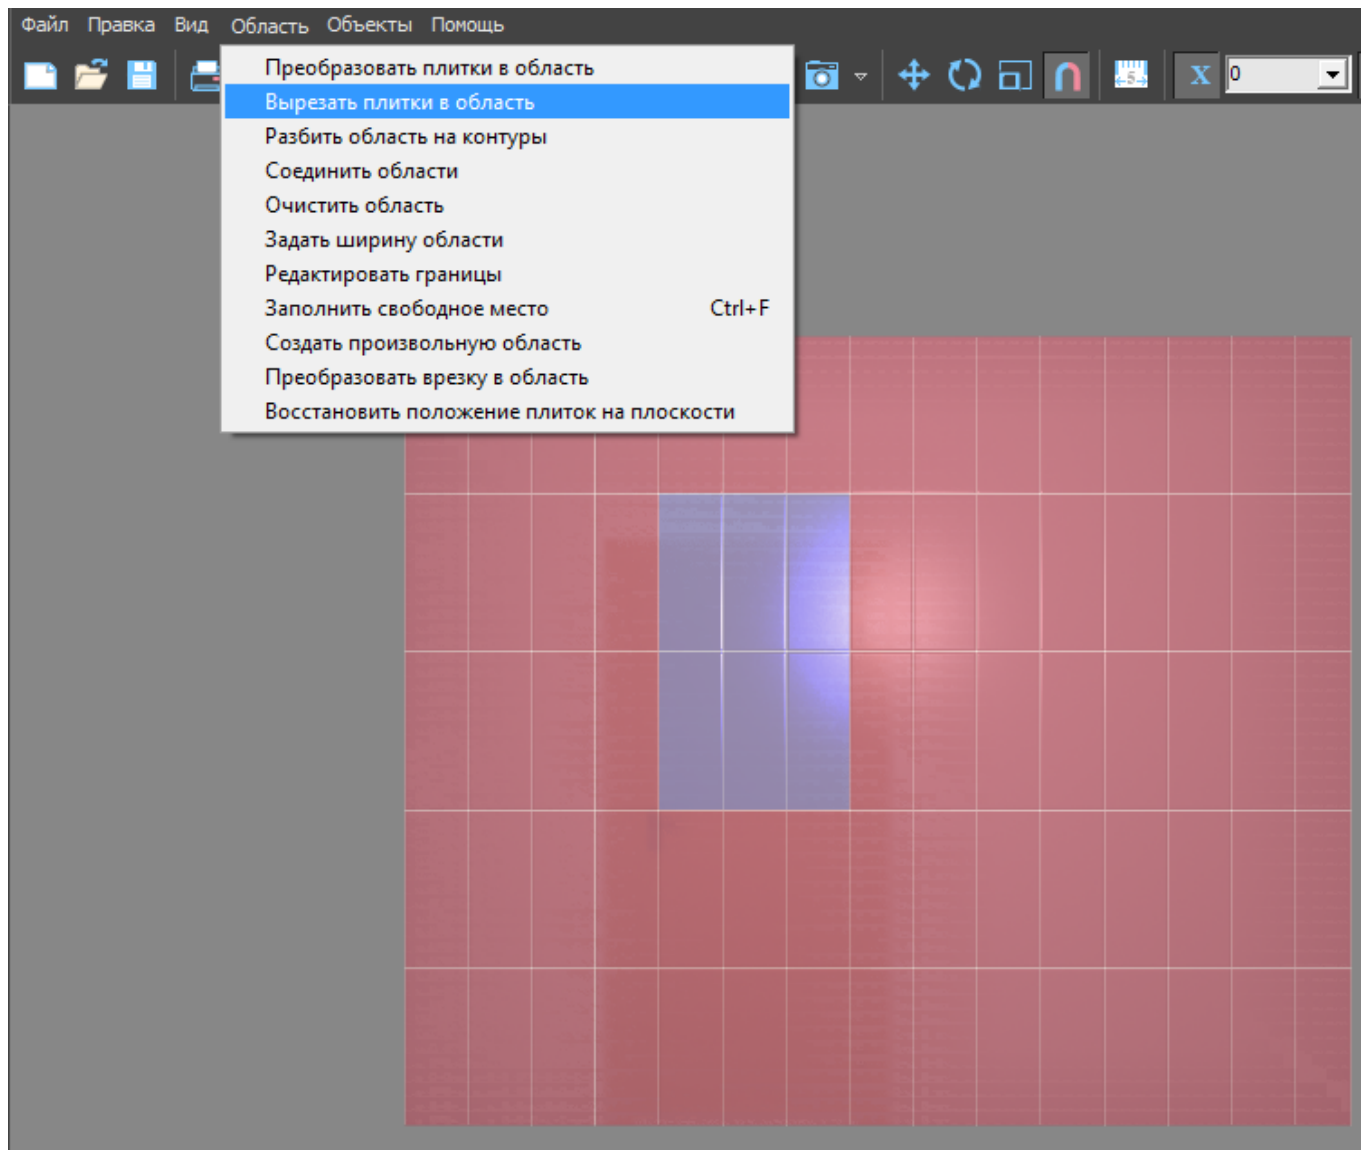 Файл Правка Вид Область Объекты Помощь
5 X 0
Преобразовать плитки в область
Вырезать плитки в область
Разбить область на контуры
Соединить области
Очистить область
Задать ширину области
Редактировать границы
Заполнить свободное место Ctrl+F
Создать произвольную область
Преобразовать врезку в область
Восстановить положение плиток на плоскости